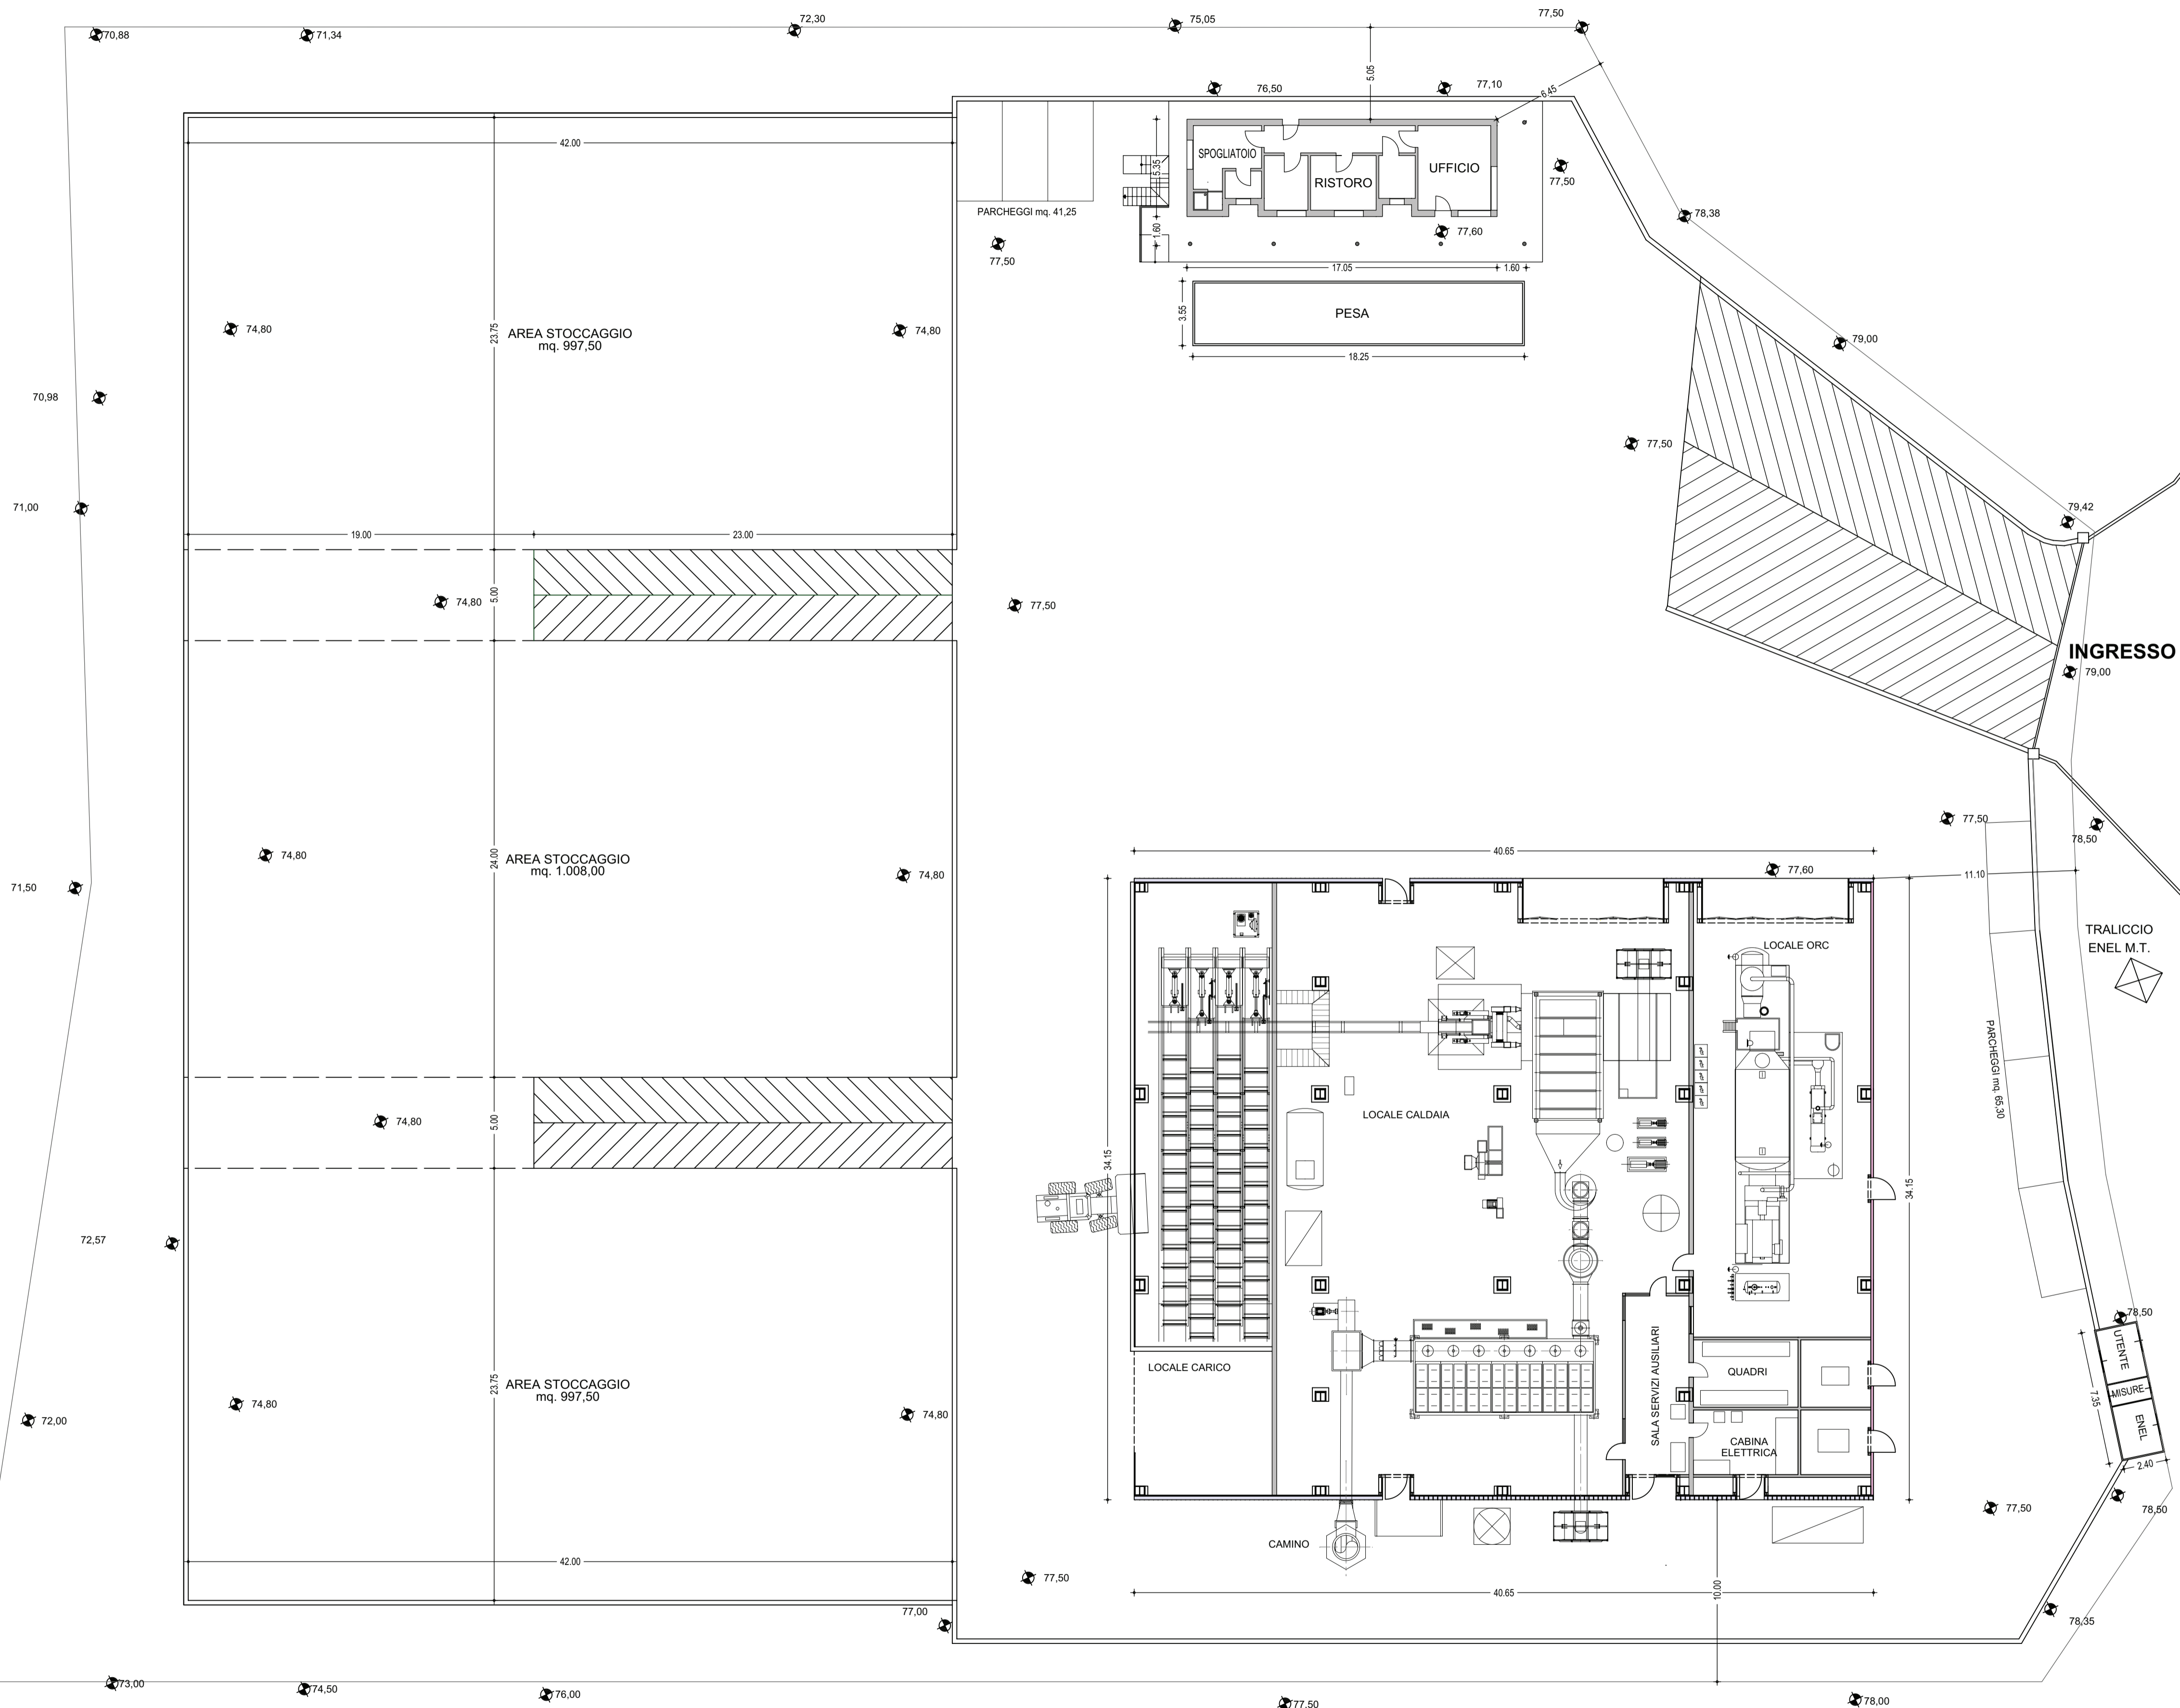 70,88
71,34
72,30
75,05
77,50
5.05
76,50
77,10
6.45
42.00
SPOGLIATOIO
5.35
RISTORO
UFFICIO
77,50
PARCHEGGI mq. 41,25
78,38
1.60
77,60
77,50
17.05
1.60
74,80
23.75
AREA STOCCAGGIO
mq. 997,50
74,80
3.55
PESA
79,00
18.25
70,98
77,50
71,00
79,42
19.00
23.00
74,80
5.00
77,50
INGRESSO
79,00
77,50
78,50
71,50
74,80
24.00
AREA STOCCAGGIO
mq. 1.008,00
74,80
40.65
77,60
11.10
TRALICCIO
ENEL M.T.
LOCALE ORC
PARCHEGGI mq. 65,30
74,80
5.00
LOCALE CALDAIA
34.15
34.15
72,57
78,50
UTENTE
MISURE
ENEL
7.35
2.40
LOCALE CARICO
SALA SERVIZI AUSILIARI
QUADRI
CABINA
ELETTRICA
74,80
23.75
AREA STOCCAGGIO
mq. 997,50
74,80
72,00
77,50
78,50
CAMINO
42.00
77,50
40.65
10.00
77,00
78,35
73,00
74,50
76,00
77,50
78,00